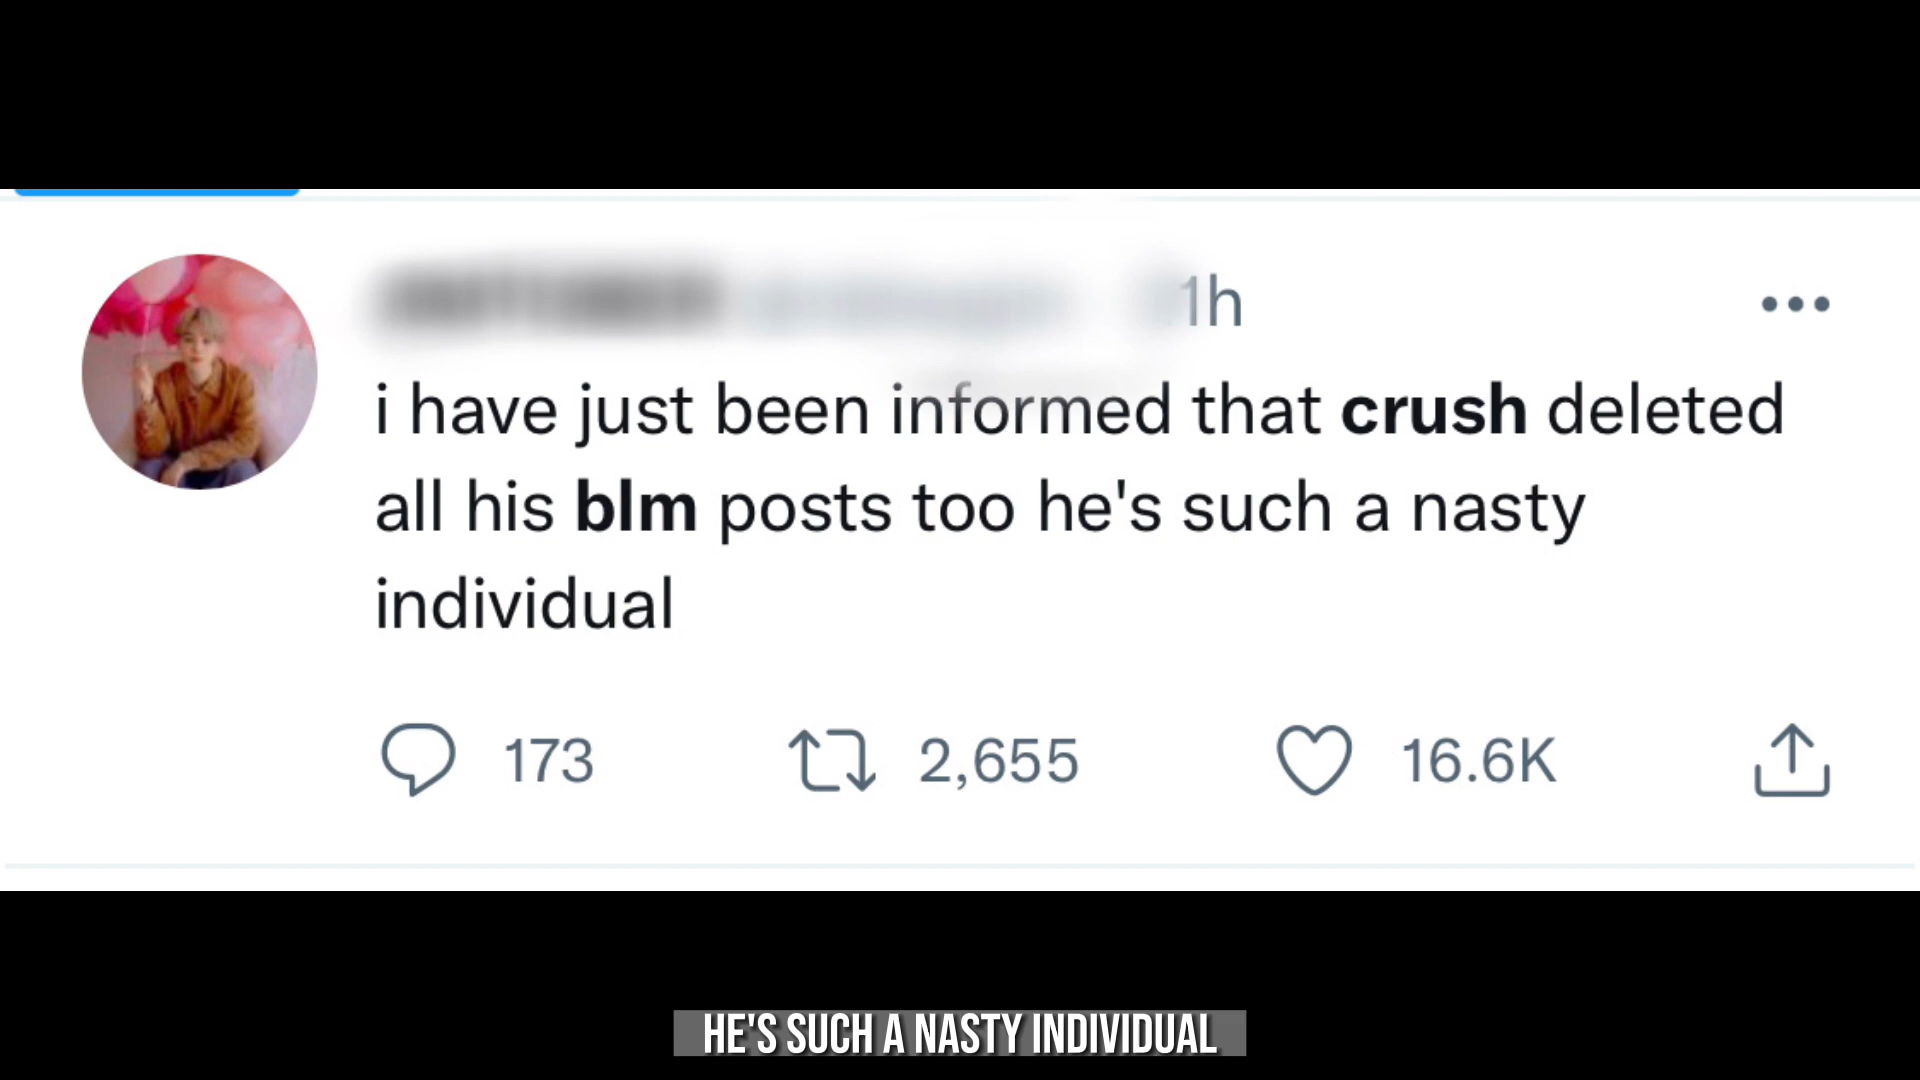 1h
i have just been informed that crush deleted
all his blm posts too he's such a nasty
individual
173 2,655 16.6K
HE'S SUCH A NASTY INDIVIDUAL